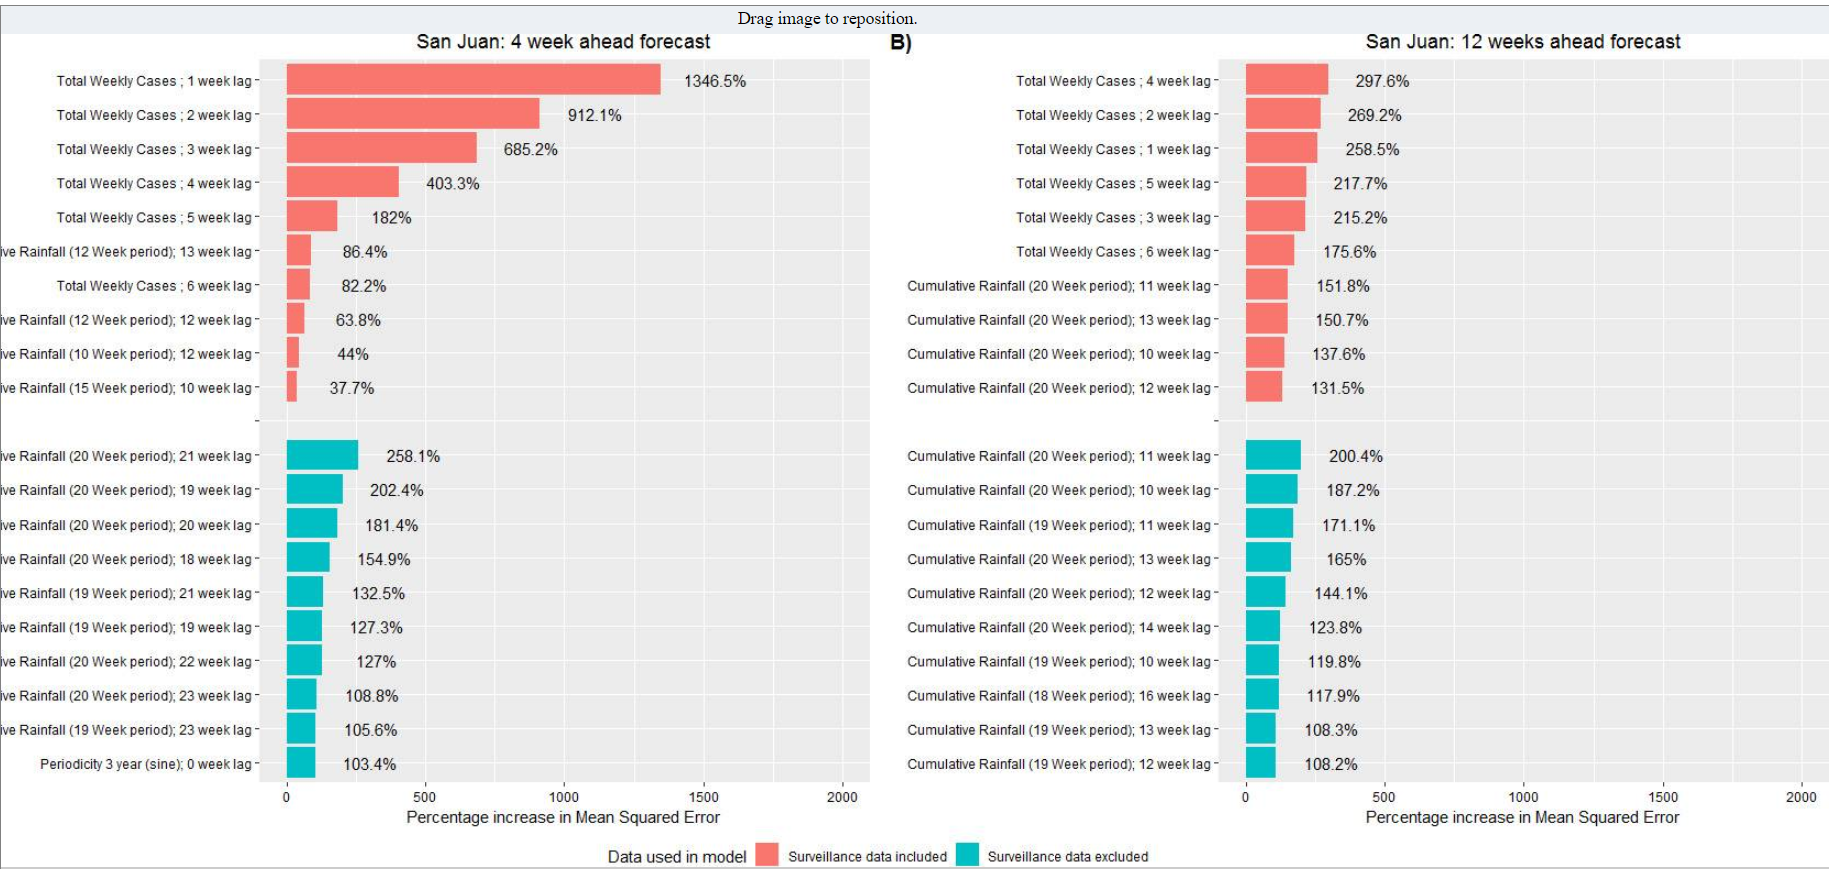 Drag image to reposition.
San Juan: 4 week ahead forecast
Total Weekly Cases ; 1 week lag 1346.5%
Total Weekly Cases ; 2 week lag 912.1%
Total Weekly Cases ; 3 week lag 685.2%
Total Weekly Cases ; 4 week lag 403.3%
Total Weekly Cases ; 5 week lag 182%
ive Rainfall (12 Week period); 13 week lag 86.4%
Total Weekly Cases ; 6 week lag 82.2%
ive Rainfall (12 Week period); 12 week lag 63.8%
ive Rainfall (10 Week period); 12 week lag 44%
ive Rainfall (15 Week period); 10 week lag 37.7%
ive Rainfall (20 Week period); 21 week lag 258.1%
ive Rainfall (20 Week period); 19 week lag 202.4%
ive Rainfall (20 Week period); 20 week lag 181.4%
ive Rainfall (20 Week period); 18 week lag 154.9%
ive Rainfall (19 Week period); 21 week lag 132.5%
ive Rainfall (19 Week period); 19 week lag 127.3%
ive Rainfall (20 Week period); 22 week lag 127%
ive Rainfall (20 Week period); 23 week lag 108.8%
ive Rainfall (19 Week period); 23 week lag 105.6%
Periodicity 3 year (sine); 0 week lag 103.4%
0 500 1000 1500 2000
Percentage increase in Mean Squared Error
B)
San Juan: 12 weeks ahead forecast
Total Weekly Cases ; 4 week lag 297.6%
Total Weekly Cases ; 2 week lag 269.2%
Total Weekly Cases ; 1 week lag 258.5%
Total Weekly Cases ; 5 week lag 217.7%
Total Weekly Cases ; 3 week lag 215.2%
Total Weekly Cases ; 6 week lag 175.6%
Cumulative Rainfall (20 Week period); 11 week lag 151.8%
Cumulative Rainfall (20 Week period); 13 week lag 150.7%
Cumulative Rainfall (20 Week period); 10 week lag 137.6%
Cumulative Rainfall (20 Week period); 12 week lag 131.5%
Cumulative Rainfall (20 Week period); 11 week lag 200.4%
Cumulative Rainfall (20 Week period); 10 week lag 187.2%
Cumulative Rainfall (19 Week period); 11 week lag 171.1%
Cumulative Rainfall (20 Week period); 13 week lag 165%
Cumulative Rainfall (20 Week period); 12 week lag 144.1%
Cumulative Rainfall (20 Week period); 14 week lag 123.8%
Cumulative Rainfall (19 Week period); 10 week lag 119.8%
Cumulative Rainfall (18 Week period); 16 week lag 117.9%
Cumulative Rainfall (19 Week period); 13 week lag 108.3%
Cumulative Rainfall (19 Week period); 12 week lag 108.2%
0 500 1000 1500 2000
Percentage increase in Mean Squared Error
Data used in model Surveillance data included Surveillance data excluded